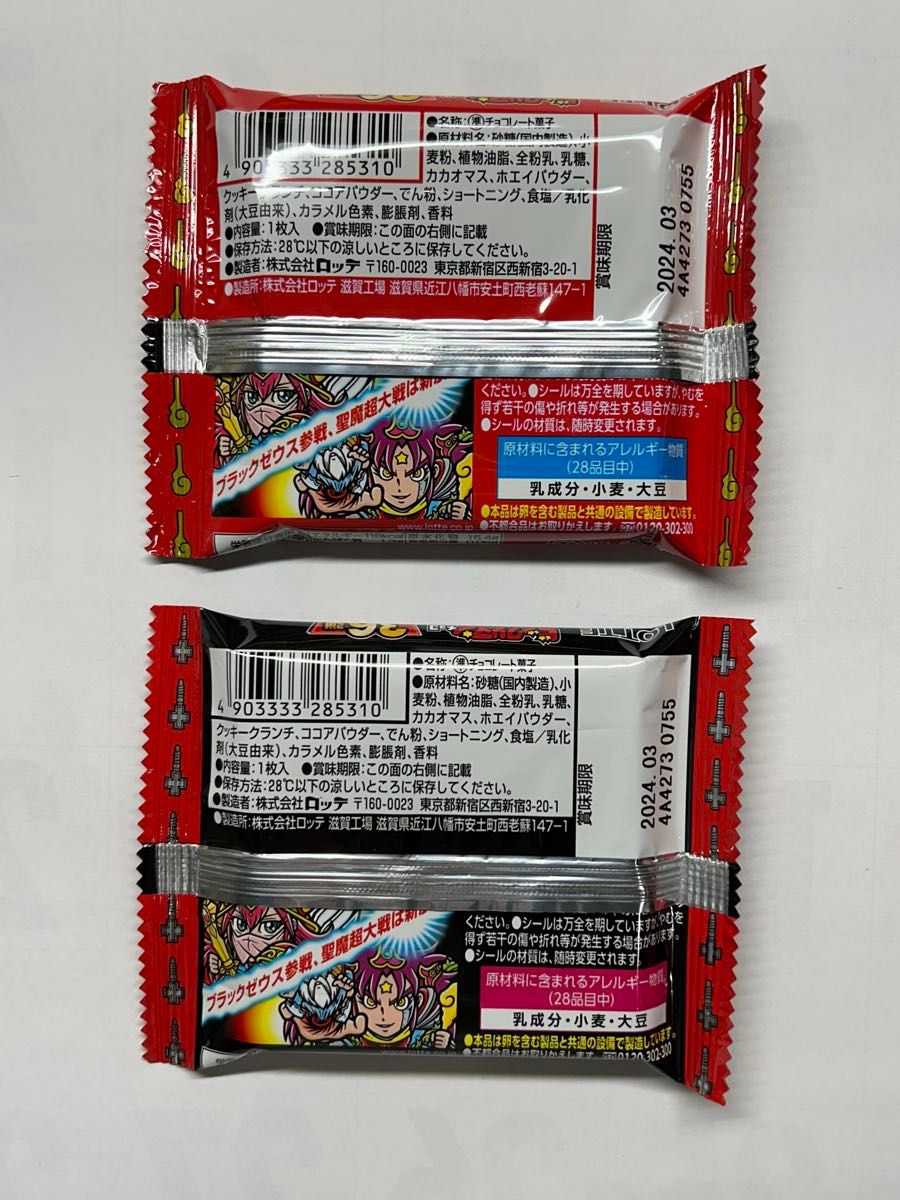 ●名称:準チョコレート菓子
●原材料名:砂糖(国内製造)、小
麦粉、植物油脂、全粉乳、乳糖、
カカオマス、ホエイパウダー、
クッキークランチ、ココアパウダー、でん粉、ショートニング、食塩/乳化
剤(大豆由来)、カラメル色素、膨脹剤、香料
●内容量:1枚入 ●賞味期限:この面の右側に記載
●保存方法:28℃以下の涼しいところに保存してください。
●製造者:株式会社ロッテ 〒160-0023 東京都新宿区西新宿3-20-1
●製造所:株式会社ロッテ 滋賀工場 滋賀県近江八幡市安土町西老蘇147-1
4 903333 285310
賞味期限
2024. 03
4A4273 0755
ブラックゼウス参戦、聖魔超大戦は新
ください。●シールは万全を期していますが、やむを
得ず若干の傷や折れ等が発生する場合があります。
●シールの材質は、随時変更されます。
原材料に含まれるアレルギー物質
(28品目中)
乳成分・小麦・大豆
●本品は卵を含む製品と共通の設備で製造しています。
www.lotte.co.jp
●不都合品はお取りかえします。 0120-302-300
炭水化物 15.4g
●名称:準チョコレート菓子
●原材料名:砂糖(国内製造)、小
麦粉、植物油脂、全粉乳、乳糖、
カカオマス、ホエイパウダー、
クッキークランチ、ココアパウダー、でん粉、ショートニング、食塩/乳化
剤(大豆由来)、カラメル色素、膨脹剤、香料
●内容量:1枚入 ●賞味期限:この面の右側に記載
●保存方法:28℃以下の涼しいところに保存してください。
●製造者:株式会社ロッテ 〒160-0023 東京都新宿区西新宿3-20-1
●製造所:株式会社ロッテ 滋賀工場 滋賀県近江八幡市安土町西老蘇147-1
4 903333 285310
賞味期限
2024. 03
4A4273 0755
ブラックゼウス参戦、聖魔超大戦は新
ください。●シールは万全を期していますが、やむを
得ず若干の傷や折れ等が発生する場合があります。
●シールの材質は、随時変更されます。
原材料に含まれるアレルギー物質
(28品目中)
乳成分・小麦・大豆
●本品は卵を含む製品と共通の設備で製造しています。
www.lotte.co.jp
●不都合品はお取りかえします。 0120-302-300